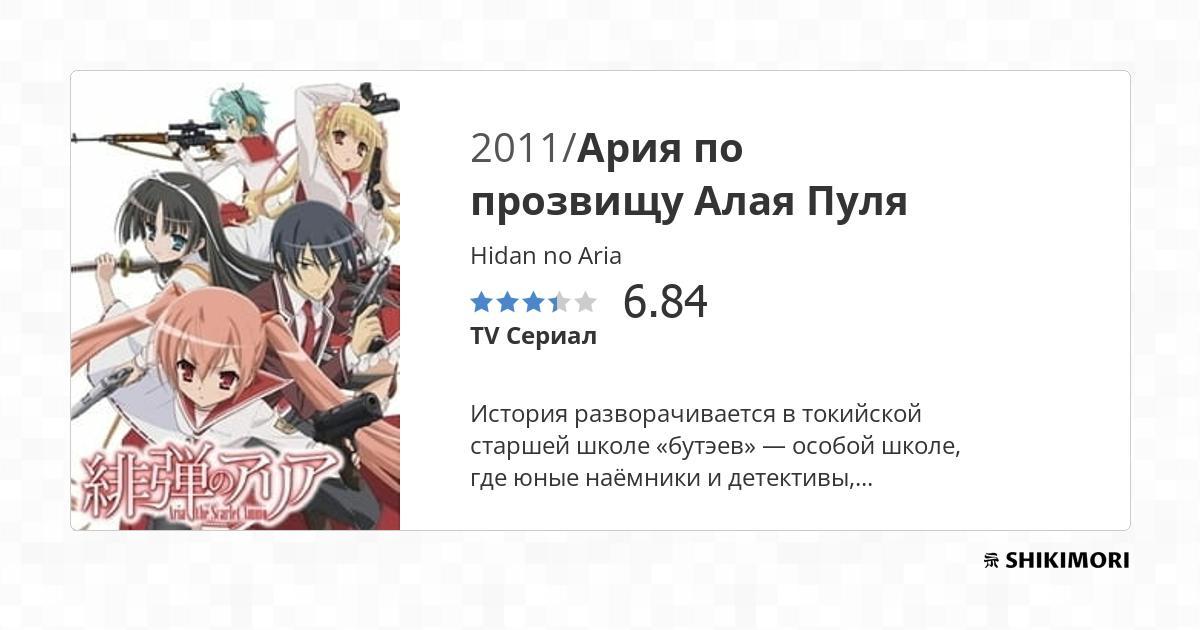 2011/Ария по
прозвищу Алая Пуля
Hidan no Aria
6.84
TV Сериал
История разворачивается в токийской
старшей школе «бутэев» — особой школе,
где юные наёмники и детективы,...
緋弾のアリア
Aria the Scarlet Ammo
SHIKIMORI